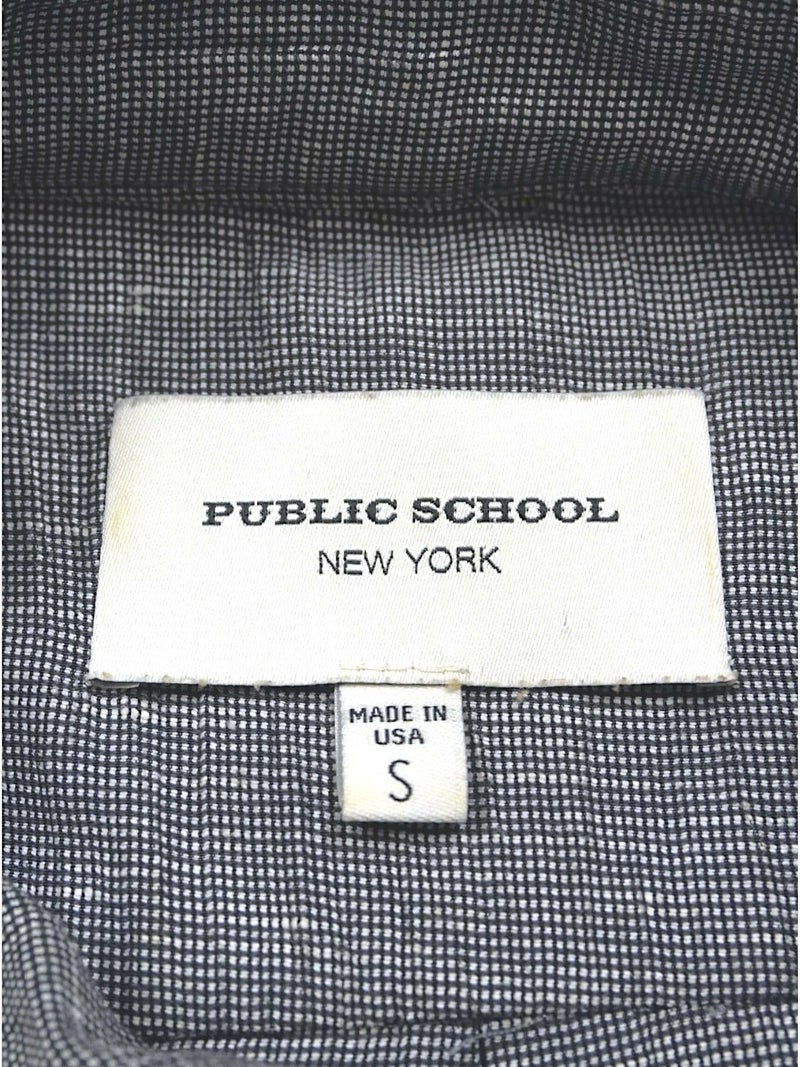 PUBLIC SCHOOL
NEW YORK
MADE IN
USA
S